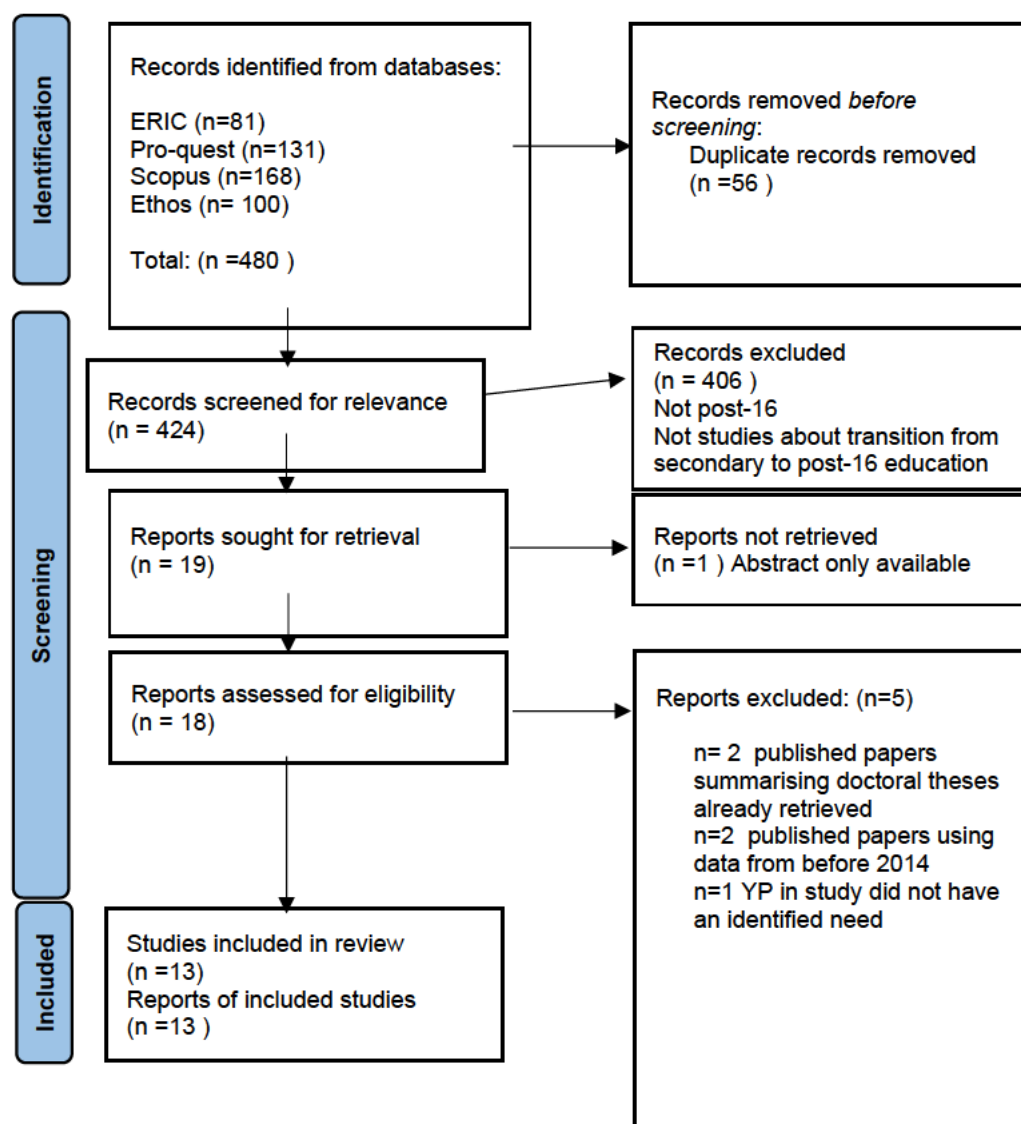 Identification
Records identified from databases:
ERIC (n=81)
Pro-quest (n=131)
Scopus (n=168)
Ethos (n= 100)
Total: (n =480 )
Records removed before
screening:
Duplicate records removed
(n =56 )
Screening
Records screened for relevance
(n = 424)
Records excluded
(n = 406 )
Not post-16
Not studies about transition from
secondary to post-16 education
Reports sought for retrieval
(n = 19)
Reports not retrieved
(n =1 ) Abstract only available
Reports assessed for eligibility
(n = 18)
Reports excluded: (n=5)
n= 2  published papers
summarising doctoral theses
already retrieved
n=2  published papers using
data from before 2014
n=1 YP in study did not have
an identified need
Included
Studies included in review
(n =13)
Reports of included studies
(n =13 )